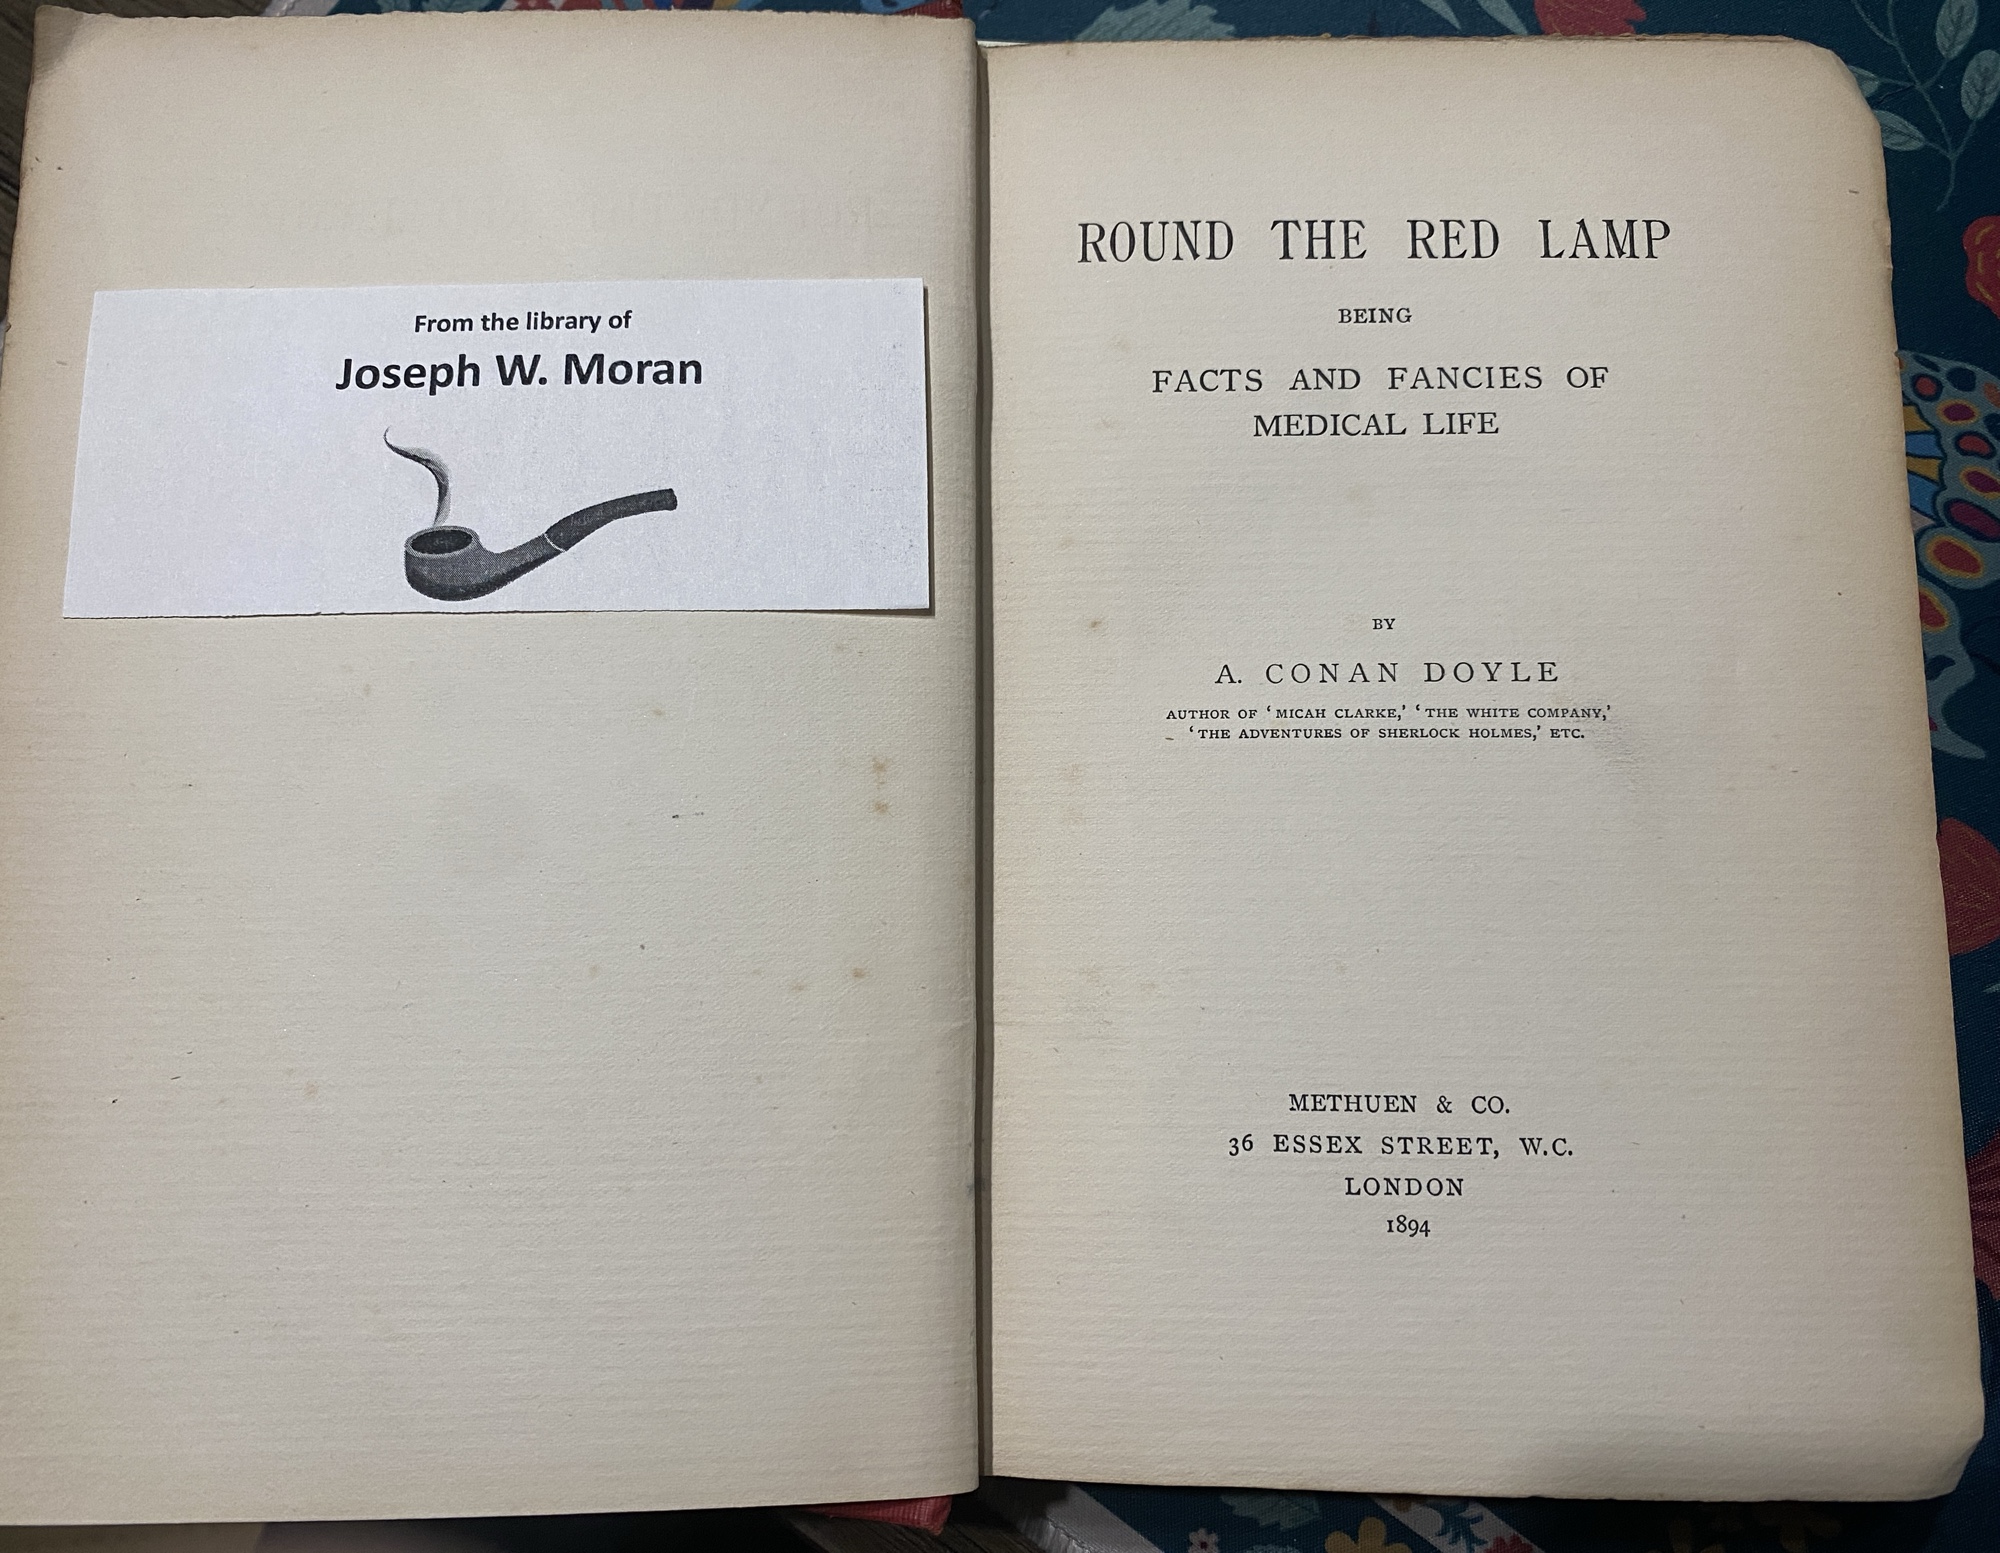 From the library of
Joseph W. Moran
ROUND THE RED LAMP
BEING
FACTS AND FANCIES OF
MEDICAL LIFE
BY
A. CONAN DOYLE
AUTHOR OF ‘MICAH CLARKE,’ ‘THE WHITE COMPANY,’
‘THE ADVENTURES OF SHERLOCK HOLMES,’ ETC.
METHUEN & CO.
36 ESSEX STREET, W.C.
LONDON
1894